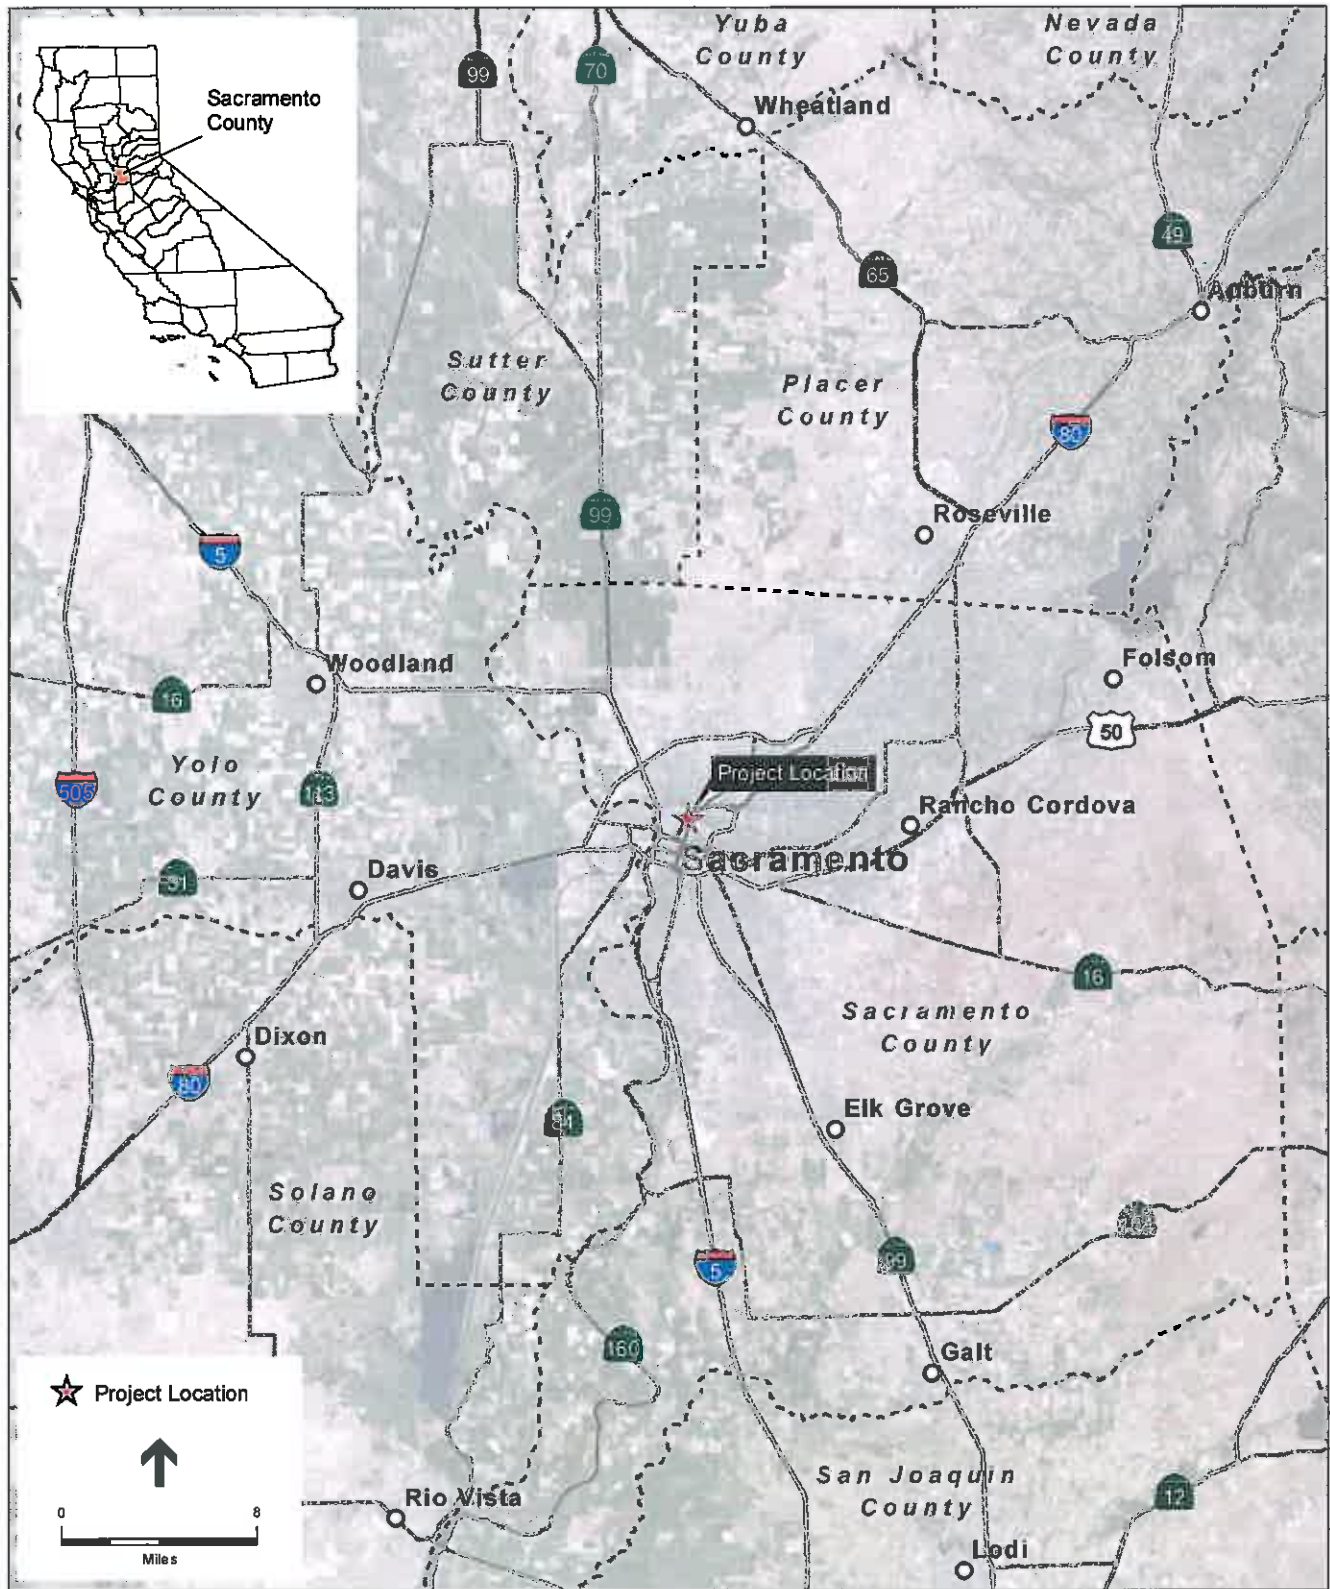 Yuba
County
Nevada
County
99
70
Wheatland
Sacramento
County
49
65
Auburn
Sutter
County
Placer
County
80
99
Roseville
5
Woodland
Folsom
16
50
Yolo
County
Project Location
505
113
Rancho Cordova
Sacramento
Davis
31
16
Sacramento
County
Dixon
80
Elk Grove
84
Solano
County
99
5
160
Galt
Project Location
San Joaquin
County
12
Rio Vista
0
8
Miles
Lodi